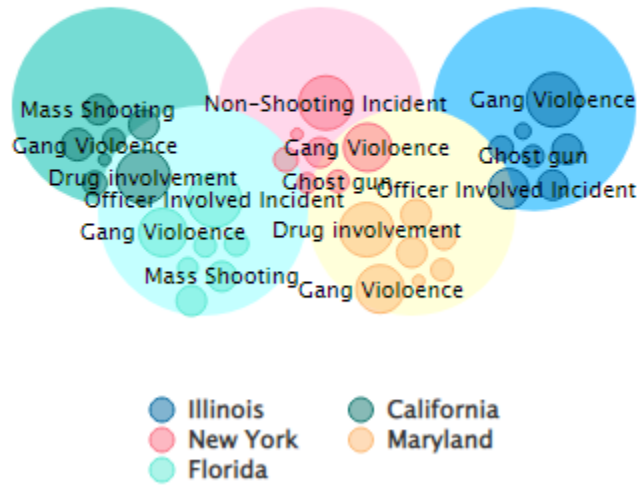 Mass Shooting
Non-Shooting Incident
Gang Violoence
Gang Violoence
Gang Violoence
Ghost gun
Drug involvement
Ghost gun
Officer Involved Incident
Officer Involved Incident
Gang Violoence
Drug involvement
Mass Shooting
Gang Violoence
Illinois
California
New York
Maryland
Florida